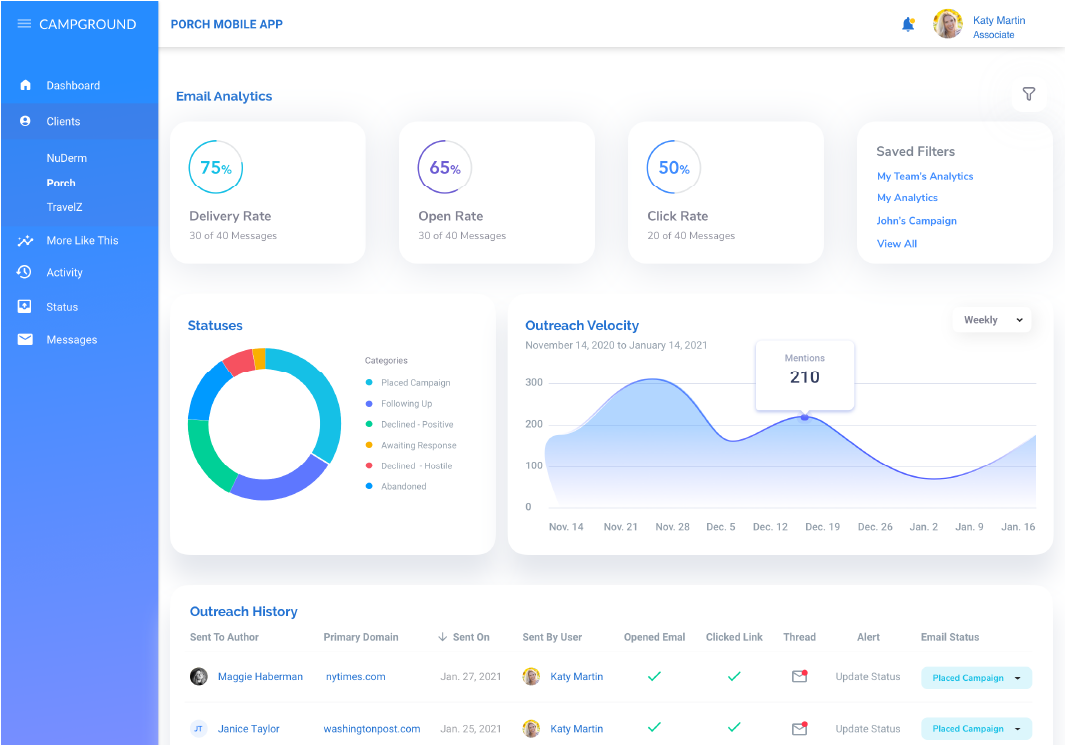 CAMPGROUND
PORCH MOBILE APP
Katy Martin
Associate
Dashboard
Clients
NuDerm
Porch
TravelZ
More Like This
Activity
Status
Messages
Email Analytics
75%
Delivery Rate
30 of 40 Messages
65%
Open Rate
30 of 40 Messages
50%
Click Rate
20 of 40 Messages
Saved Filters
My Team's Analytics
My Analytics
John's Campaign
View All
Statuses
Categories
Placed Campaign
Following Up
Declined - Positive
Awaiting Response
Declined - Hostile
Abandoned
Outreach Velocity
November 14, 2020 to January 14, 2021
Weekly
Mentions
210
300
200
100
0
Nov. 14 Nov. 21 Nov. 28 Dec. 5 Dec. 12 Dec. 19 Dec. 26 Jan. 2 Jan. 9 Jan. 16
Outreach History
Sent To Author Primary Domain Sent On Sent By User Opened Emal Clicked Link Thread Alert Email Status
Maggie Haberman nytimes.com Jan. 27, 2021 Katy Martin Update Status Placed Campaign
JT Janice Taylor washingtonpost.com Jan. 25, 2021 Katy Martin Update Status Placed Campaign